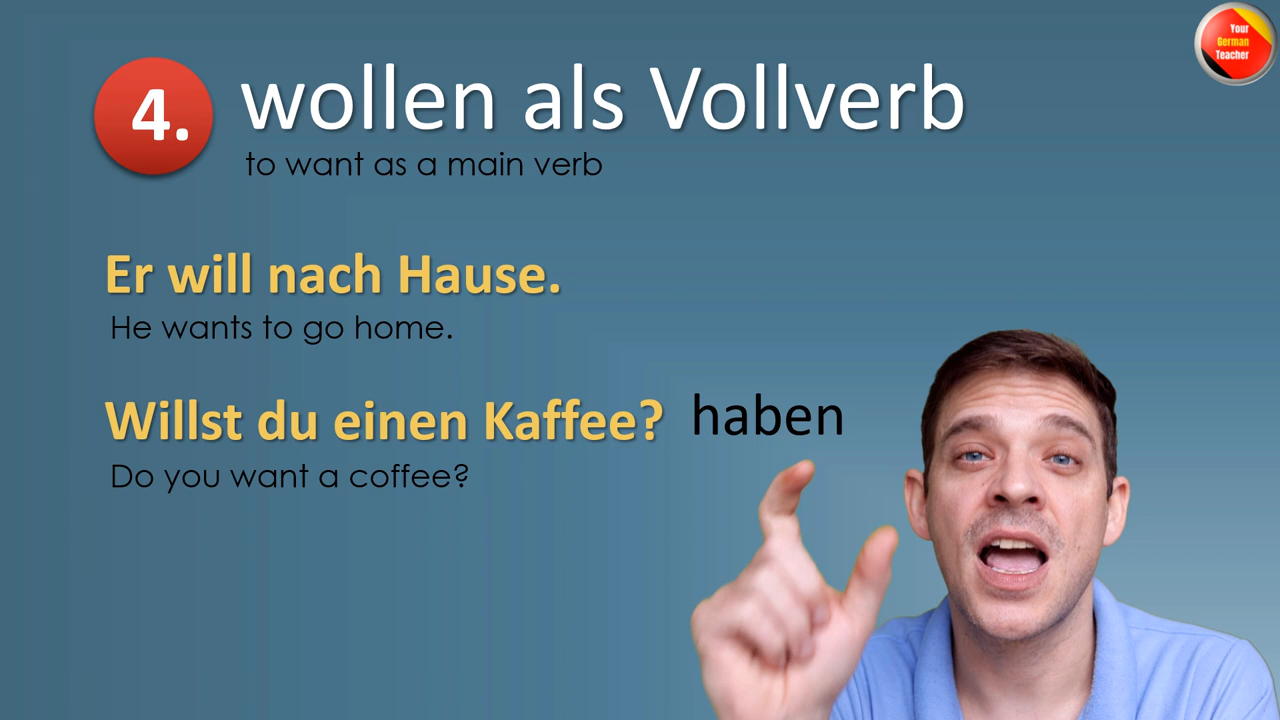 4. wollen als Vollverb
to want as a main verb
Er will nach Hause.
He wants to go home.
Willst du einen Kaffee? haben
Do you want a coffee?
Your
German
Teacher